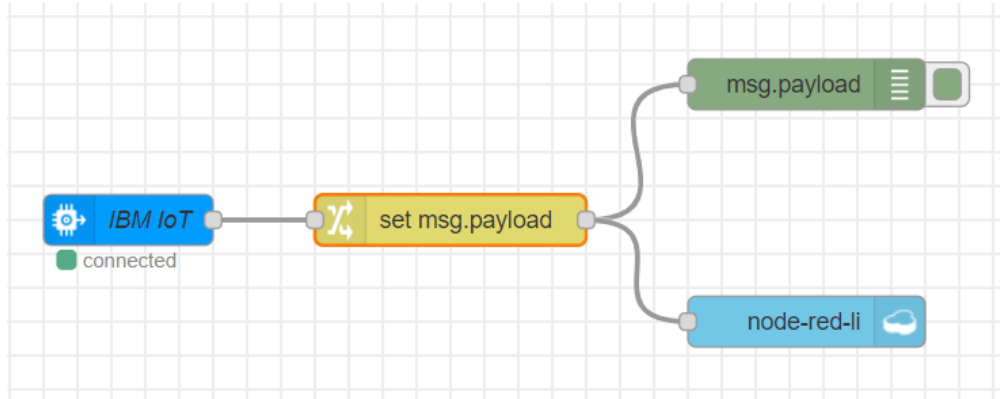 msg.payload
IBM IoT
set msg.payload
connected
node-red-li